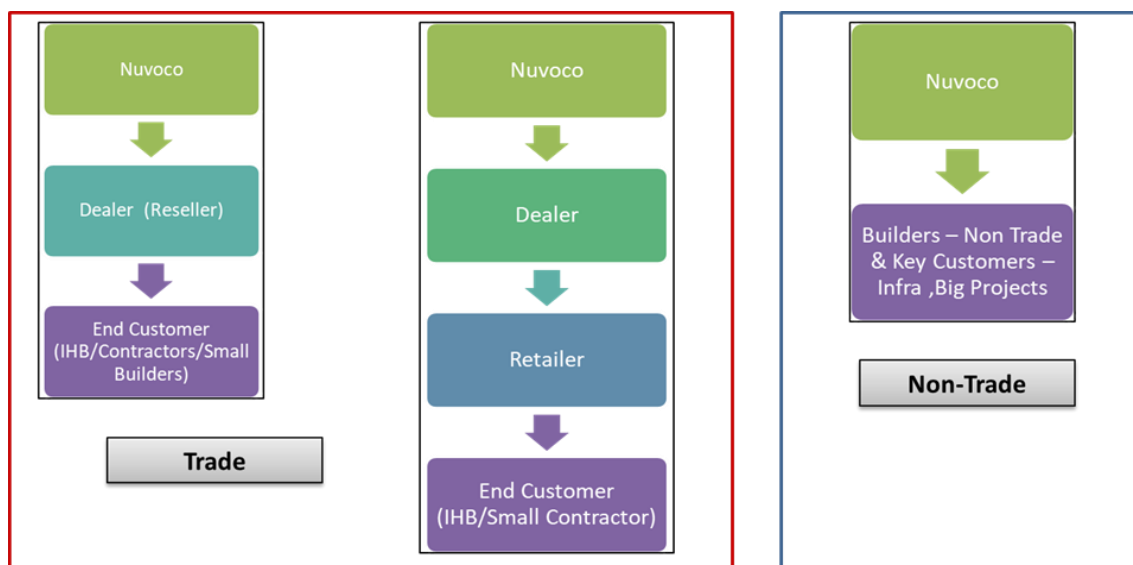 Nuvoco
Dealer (Reseller)
End Customer
(IHB/Contractors/Small
Builders)
Trade
Nuvoco
Dealer
Retailer
End Customer
(IHB/Small Contractor)
Nuvoco
Builders – Non Trade
& Key Customers –
Infra ,Big Projects
Non-Trade